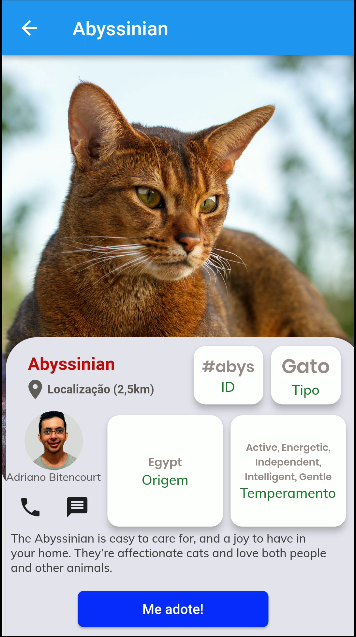 Abyssinian
Abyssinian
Localização (2,5km)
#abys
ID
Gato
Tipo
Adriano Bitencourt
Egypt
Origem
Active, Energetic,
Independent,
Intelligent, Gentle
Temperamento
The Abyssinian is easy to care for, and a joy to have in
your home. They're affectionate cats and love both people
and other animals.
Me adote!